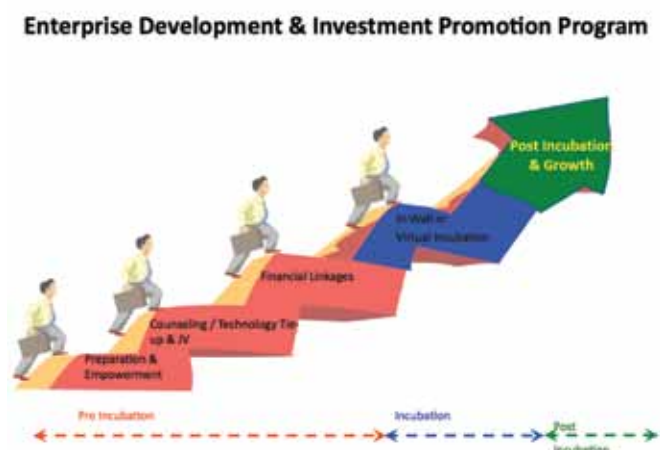 Enterprise Development & Investment Promotion Program
Post Incubation
& Growth
In Wall or
Virtual Incubation
Financial Linkages
Counseling / Technology Tie-
up & JV
Preparation &
Empowerment
Pre Incubation
Incubation
Post
Incubation